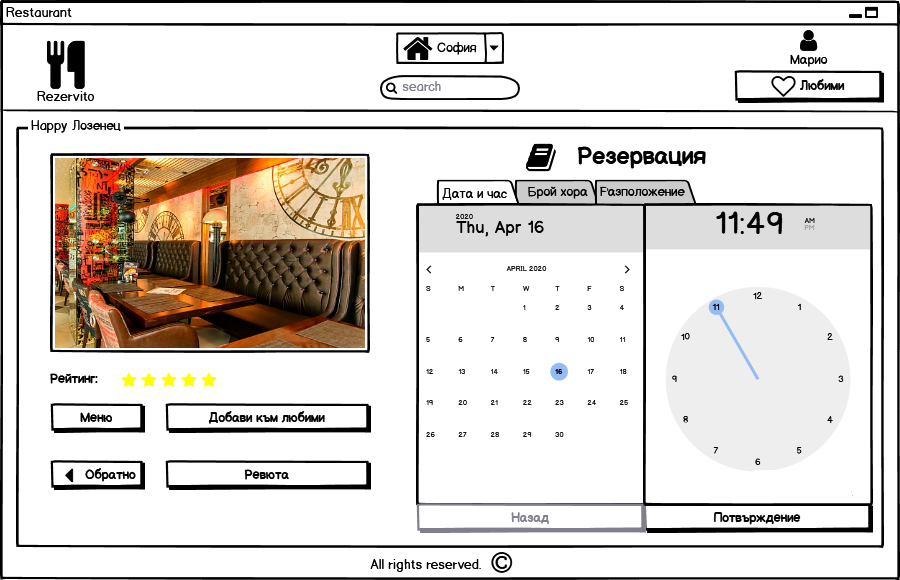 Restaurant
София
Марио
search
Любими
Rezervito
Happy Лозенец
Резервация
Дата и час
Брой хора
Разположение
2020
Thu, Apr 16
11:49
AM
PM
APRIL 2020
S M T W T F S
1 2 3 4
5 6 7 8 9 10 11
12 13 14 15 16 17 18
19 20 21 22 23 24 25
26 27 28 29 30
12
11 1
10 2
9 3
8 4
7 5
6
Рейтинг:
Меню
Добави към любими
Обратно
Ревюта
Назад
Потвърждение
All rights reserved. ©